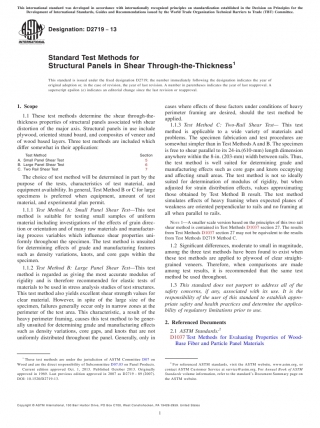 This international standard was developed in accordance with internationally recognized principles on standardization established in the Decision on Principles for the
Development of International Standards, Guides and Recommendations issued by the World Trade Organization Technical Barriers to Trade (TBT) Committee.
Designation: D2719 − 13
Standard Test Methods for
Structural Panels in Shear Through-the-Thickness1
This standard is issued under the fixed designation D2719; the number immediately following the designation indicates the year of
original adoption or, in the case of revision, the year of last revision. A number in parentheses indicates the year of last reapproval. A
superscript epsilon (ε) indicates an editorial change since the last revision or reapproval.
1. Scope
1.1 These test methods determine the shear through-the-
thickness properties of structural panels associated with shear
distortion of the major axis. Structural panels in use include
plywood, oriented strand board, and composites of veneer and
of wood based layers. Three test methods are included which
differ somewhat in their application:
Test Method Section
A. Small Panel Shear Test
B. Large Panel Shear Test
C. Two Rail Shear Test
The choice of test method will be determined in part by the
purpose of the tests, characteristics of test material, and
equipment availability. In general, Test Method B or C for large
specimens is preferred when equipment, amount of test
material, and experimental plan permit.
1.1.1 Test Method A: Small Panel Shear Test—This test
method is suitable for testing small samples of uniform
material including investigations of the effects of grain direc-
tion or orientation and of many raw materials and manufactur-
ing process variables which influence shear properties uni-
formly throughout the specimen. The test method is unsuited
for determining effects of grade and manufacturing features
such as density variations, knots, and core gaps within the
specimen.
1.1.2 Test Method B: Large Panel Shear Test—This test
method is regarded as giving the most accurate modulus of
rigidity and is therefore recommended for elastic tests of
materials to be used in stress analysis studies of test structures.
This test method also yields excellent shear strength values for
clear material. However, in spite of the large size of the
specimen, failures generally occur only in narrow zones at the
perimeter of the test area. This characteristic, a result of the
heavy perimeter framing, causes this test method to be gener-
ally unsuited for determining grade and manufacturing effects
such as density variations, core gaps, and knots that are not
uniformly distributed throughout the panel. Generally, only in
cases where effects of these factors under conditions of heavy
perimeter framing are desired, should the test method be
applied.
1.1.3 Test Method C: Two-Rail Shear Test— This test
method is applicable to a wide variety of materials and
problems. The specimen fabrication and test procedures are
somewhat simpler than in Test Methods A and B. The specimen
is free to shear parallel to its 24-in.(610-mm) length dimension
anywhere within the 8-in. (203-mm) width between rails. Thus,
the test method is well suited for determining grade and
manufacturing effects such as core gaps and knots occupying
and affecting small areas. The test method is not so ideally
suited for determination of modulus of rigidity, but when
adjusted for strain distribution effects, values approximating
those obtained by Test Method B result. The test method
simulates effects of heavy framing when expected planes of
weakness are oriented perpendicular to rails and no framing at
all when parallel to rails.
NOTE 1—A smaller scale version based on the principles of this two rail
shear method is contained in Test Methods D1037 section 27. The results
from Test Methods D1037 section 27 may not be equivalent to the results
from Test Methods D2719 Method C.
1.2 Significant differences, moderate to small in magnitude,
among the three test methods have been found to exist when
these test methods are applied to plywood of clear straight-
grained veneers. Therefore, when comparisons are made
among test results, it is recommended that the same test
method be used throughout.
1.3 This standard does not purport to address all of the
safety concerns, if any, associated with its use. It is the
responsibility of the user of this standard to establish appro-
priate safety and health practices and determine the applica-
bility of regulatory limitations prior to use.
2. Referenced Documents
2.1 ASTM Standards:2
D1037 Test Methods for Evaluating Properties of Wood-
Base Fiber and Particle Panel Materials
1 These test methods are under the jurisdiction of ASTM Committee D07 on
Wood and are the direct responsibility of Subcommittee D07.03 on Panel Products.
Current edition approved Oct. 1, 2013. Published October 2013. Originally
approved in 1969. Last previous edition approved in 2007 as D2719 – 89 (2007).
DOI: 10.1520/D2719-13.
2 For referenced ASTM standards, visit the ASTM website, www.astm.org, or
contact ASTM Customer Service at service@astm.org. For Annual Book of ASTM
Standards volume information, refer to the standard's Document Summary page on
the ASTM website.
Copyright © ASTM International, 100 Barr Harbor Drive, PO Box C700, West Conshohocken, PA 19428-2959. United States
1